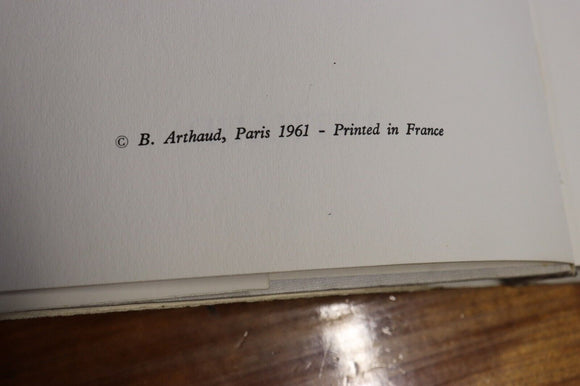 © B. Arthaud, Paris 1961 - Printed in France